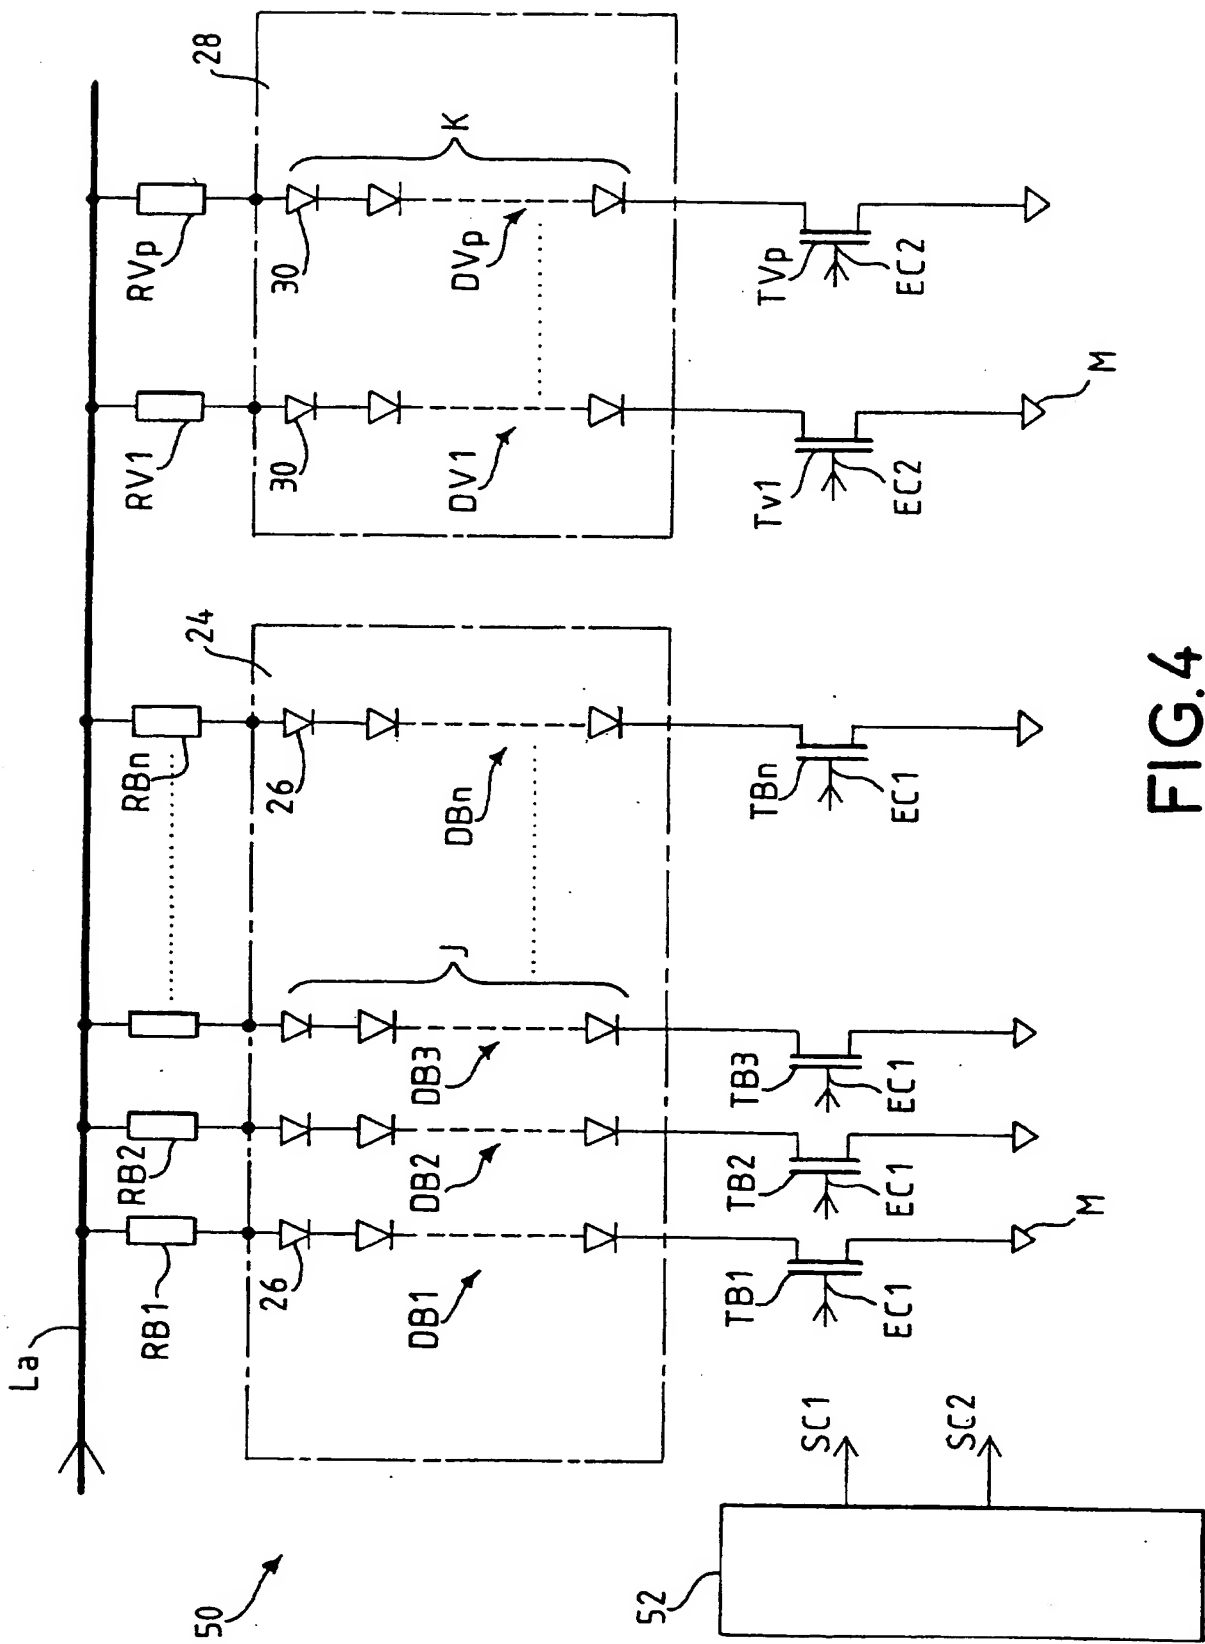 La
RB1
RB2
RBn
RV1
RVp
24
28
26
26
30
30
DB1
DB2
DB3
J
DBn
DV1
DVp
K
TB1
TB2
TB3
TBn
Tv1
TVp
EC1
EC1
EC1
EC1
EC2
EC2
M
M
50
52
SC1
SC2
FIG.4